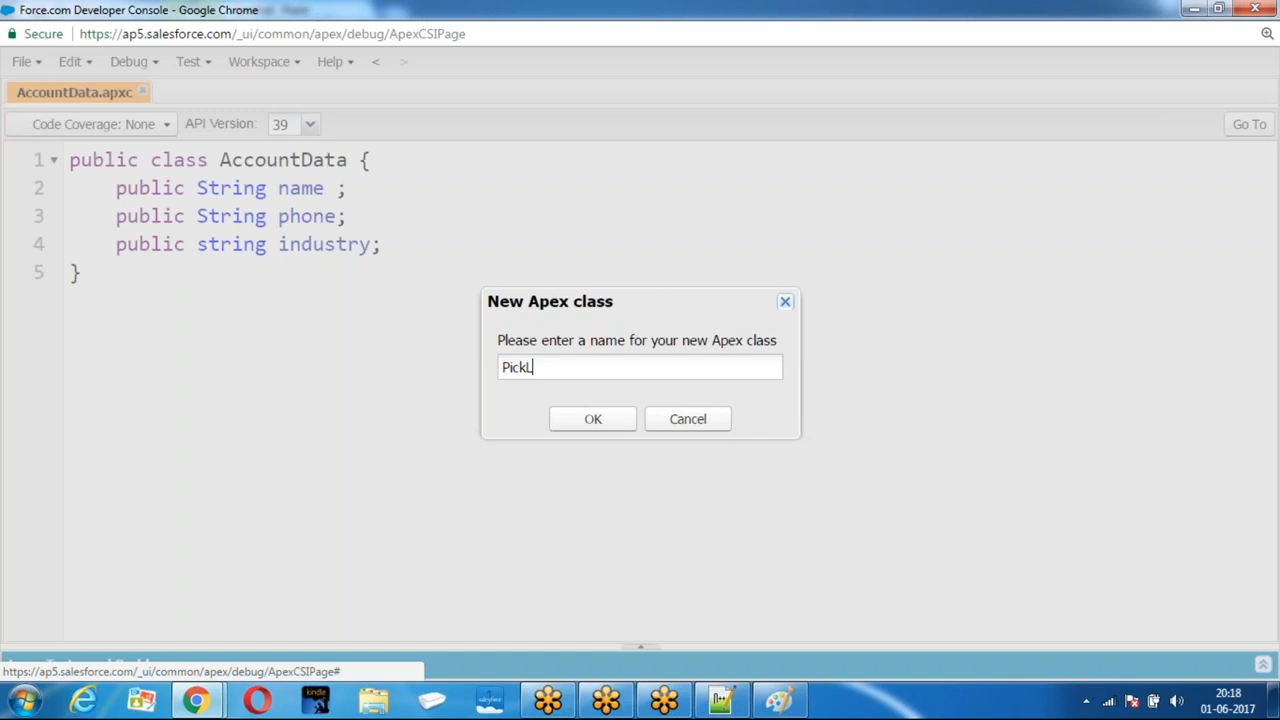 Force.com Developer Console - Google Chrome
Secure https://ap5.salesforce.com/_ui/common/apex/debug/ApexCSIPage
File Edit Debug Test Workspace Help < >
AccountData.apxc
Code Coverage: None API Version: 39 Go To
1 public class AccountData {
2 public String name ;
3 public String phone;
4 public string industry;
5 }
New Apex class
Please enter a name for your new Apex class
PickL
OK Cancel
https://ap5.salesforce.com/_ui/common/apex/debug/ApexCSIPage#
kindle
20:18
01-06-2017